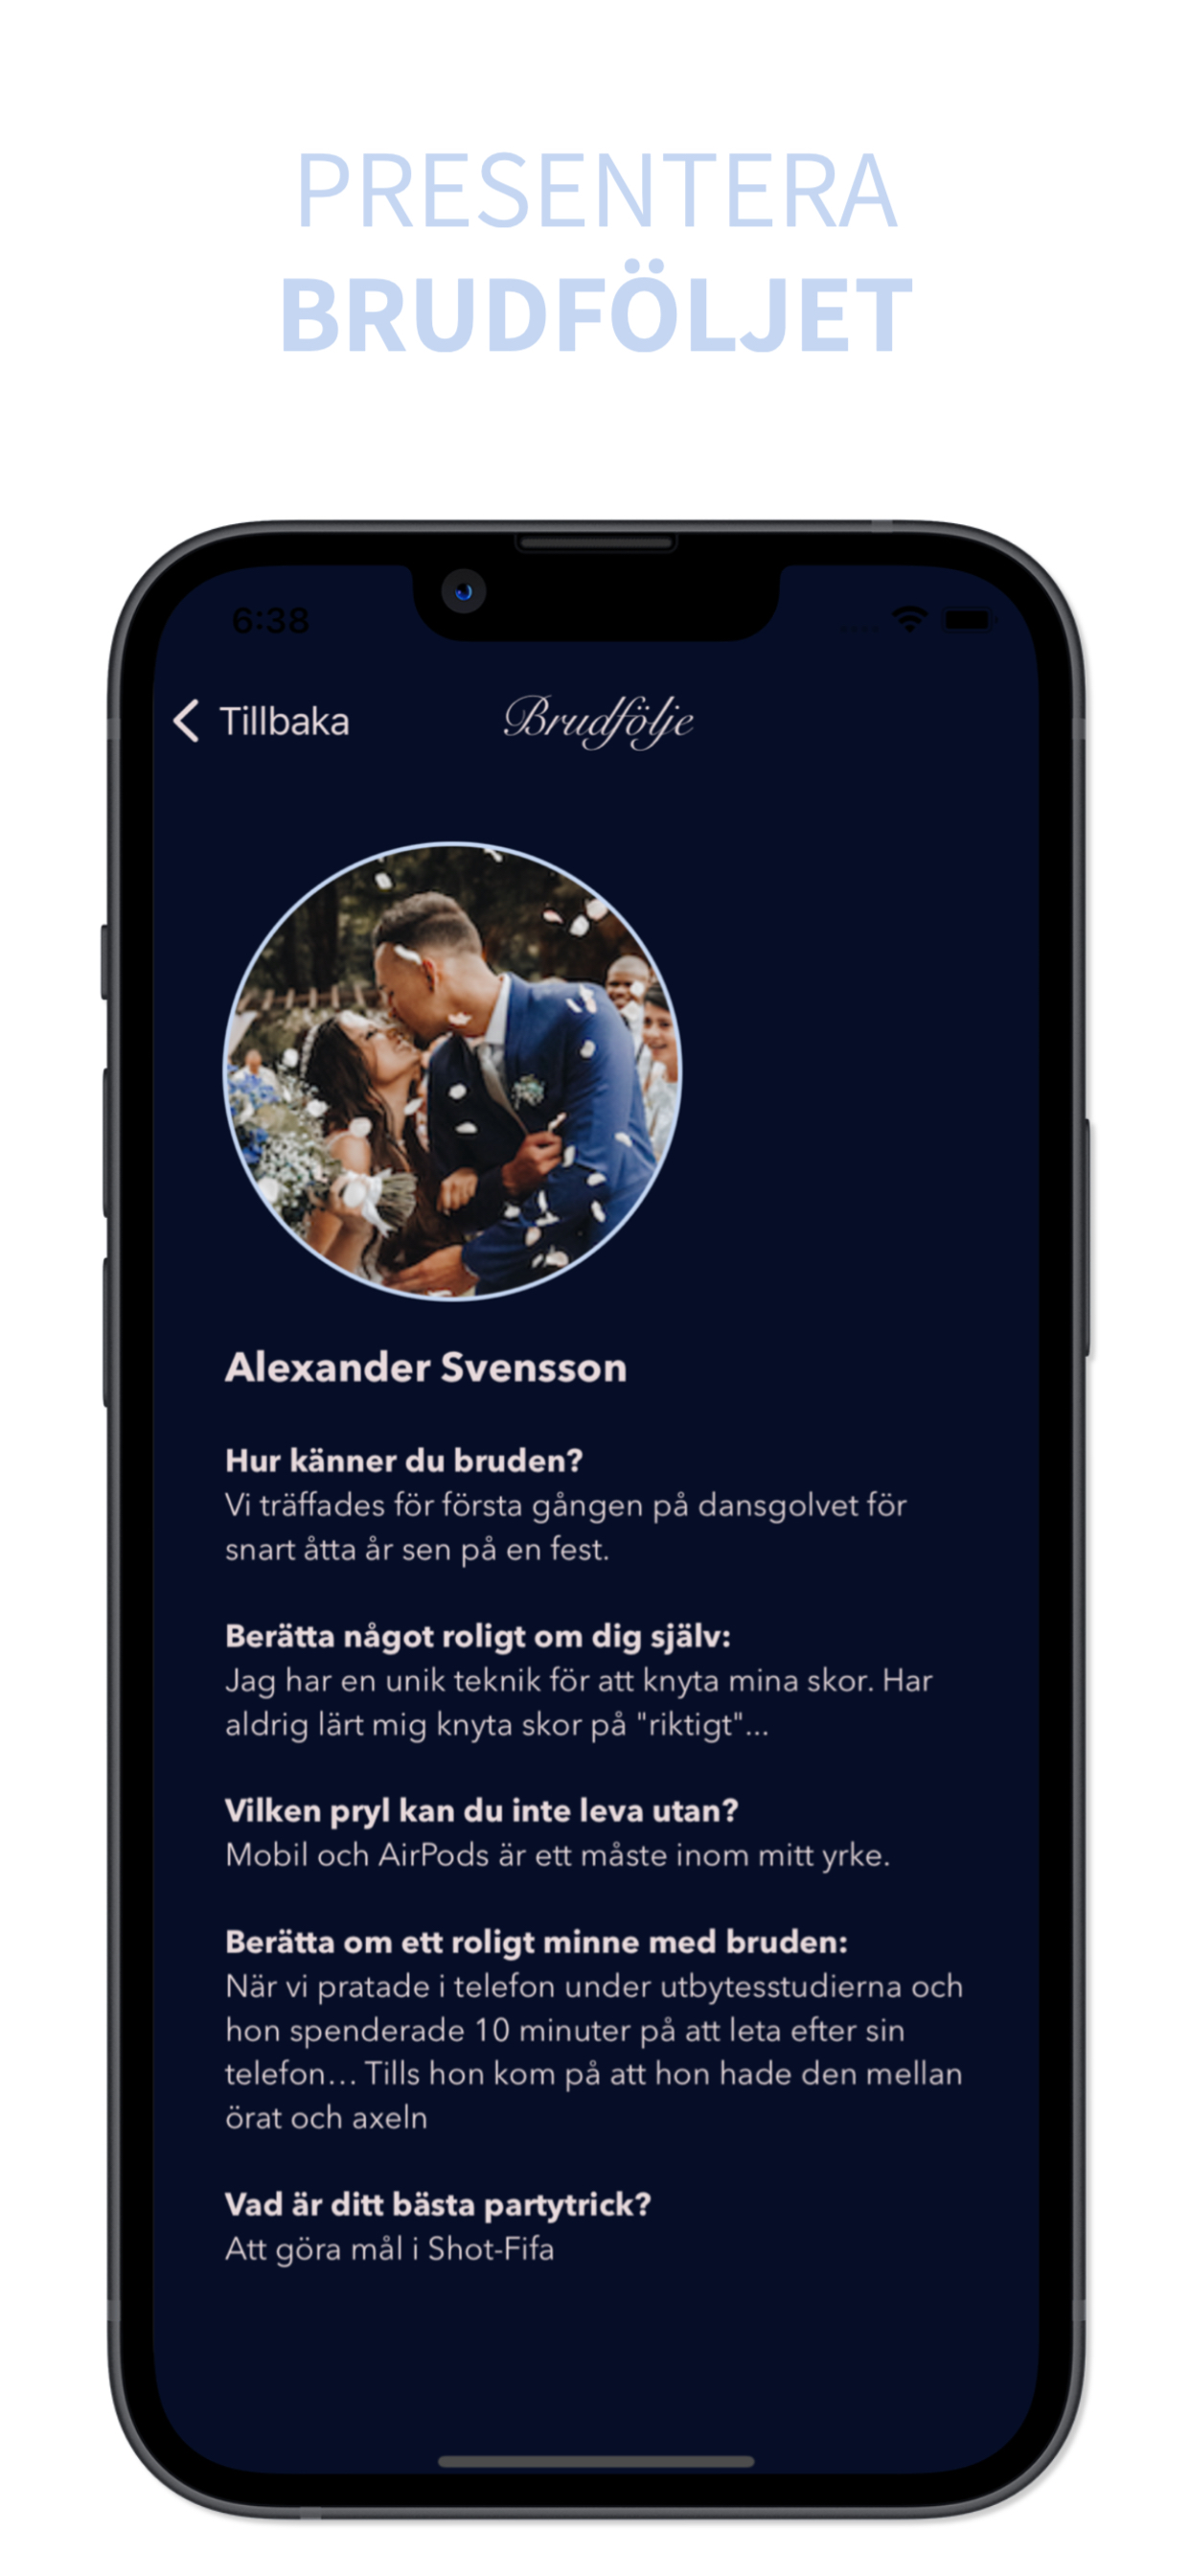 PRESENTERA
BRUDFÖLJET
6:38
Tillbaka
Brudfölje
Alexander Svensson
Hur känner du bruden?
Vi träffades för första gången på dansgolvet för
snart åtta år sen på en fest.
Berätta något roligt om dig själv:
Jag har en unik teknik för att knyta mina skor. Har
aldrig lärt mig knyta skor på "riktigt"...
Vilken pryl kan du inte leva utan?
Mobil och AirPods är ett måste inom mitt yrke.
Berätta om ett roligt minne med bruden:
När vi pratade i telefon under utbytesstudierna och
hon spenderade 10 minuter på att leta efter sin
telefon... Tills hon kom på att hon hade den mellan
örat och axeln
Vad är ditt bästa partytrick?
Att göra mål i Shot-Fifa